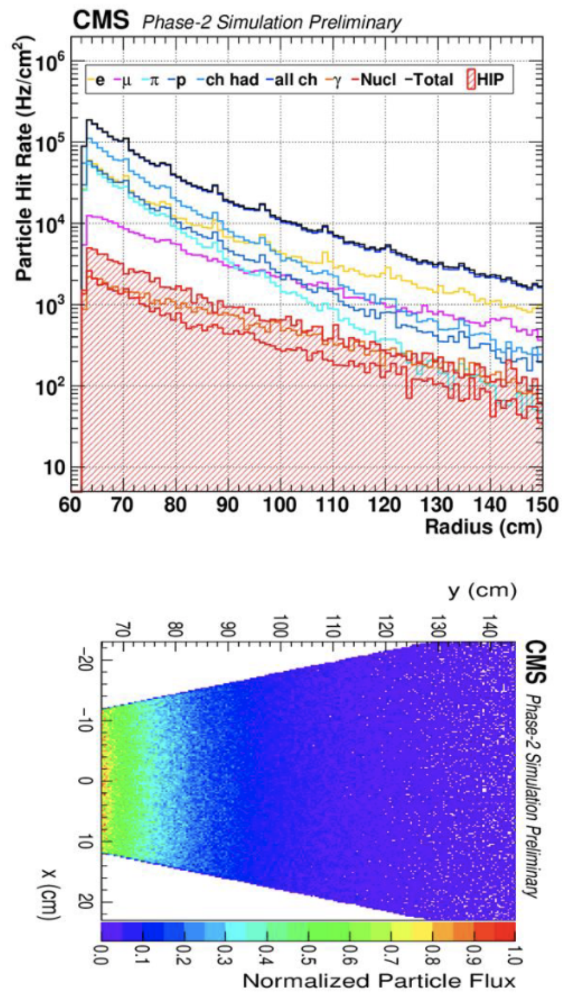 CMS Phase-2 Simulation Preliminary
Particle Hit Rate (Hz/cm²)
10⁶
10⁵
10⁴
10³
10²
10
e μ π p ch had all ch γ Nucl Total HIP
60 70 80 90 100 110 120 130 140 150
Radius (cm)
y (cm)
70 80 90 100 110 120 130 140
CMS Phase-2 Simulation Preliminary
−20
−10
0
10
20
x (cm)
0.0 0.1 0.2 0.3 0.4 0.5 0.6 0.7 0.8 0.9 1.0
Normalized Particle Flux